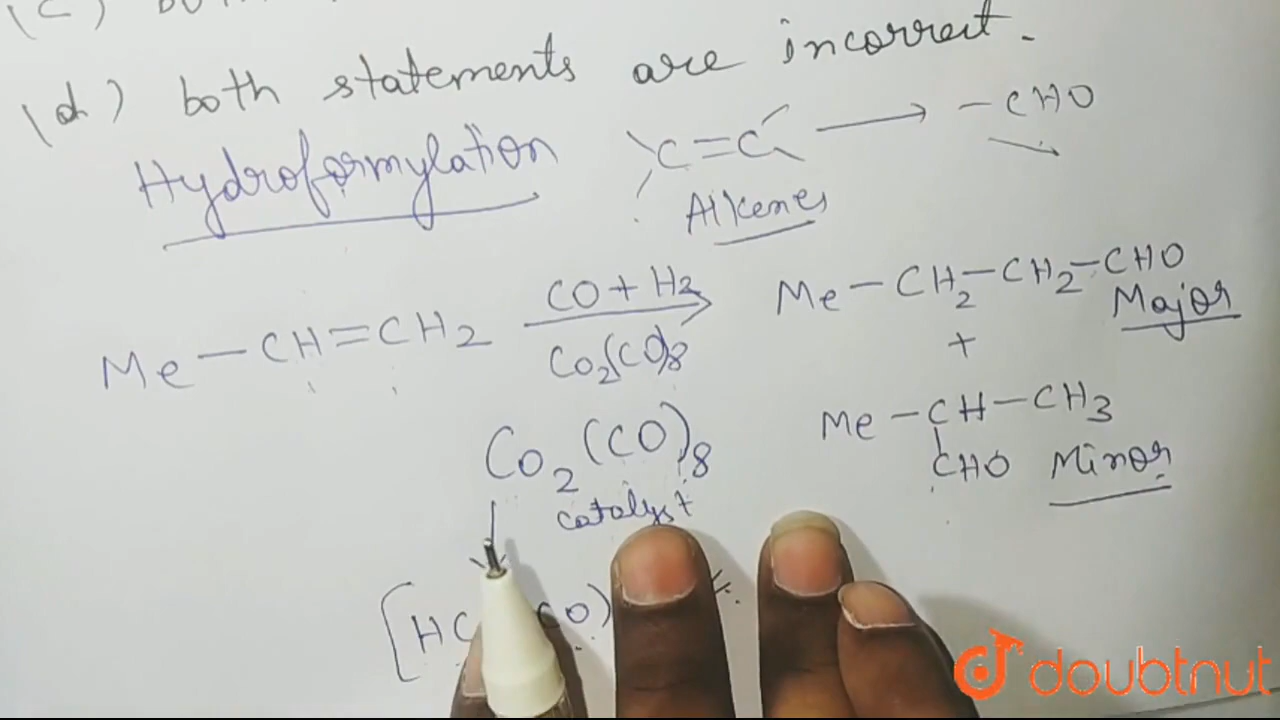 (d) both statements are incorrect.
Hydroformylation
C=C → -CHO
Alkenes
Me-CH=CH2
CO+H2
Co2(CO)8
Me-CH2-CH2-CHO
Major
+
Me-CH-CH3
CHO Minor
Co2(CO)8
catalyst
doubtnut